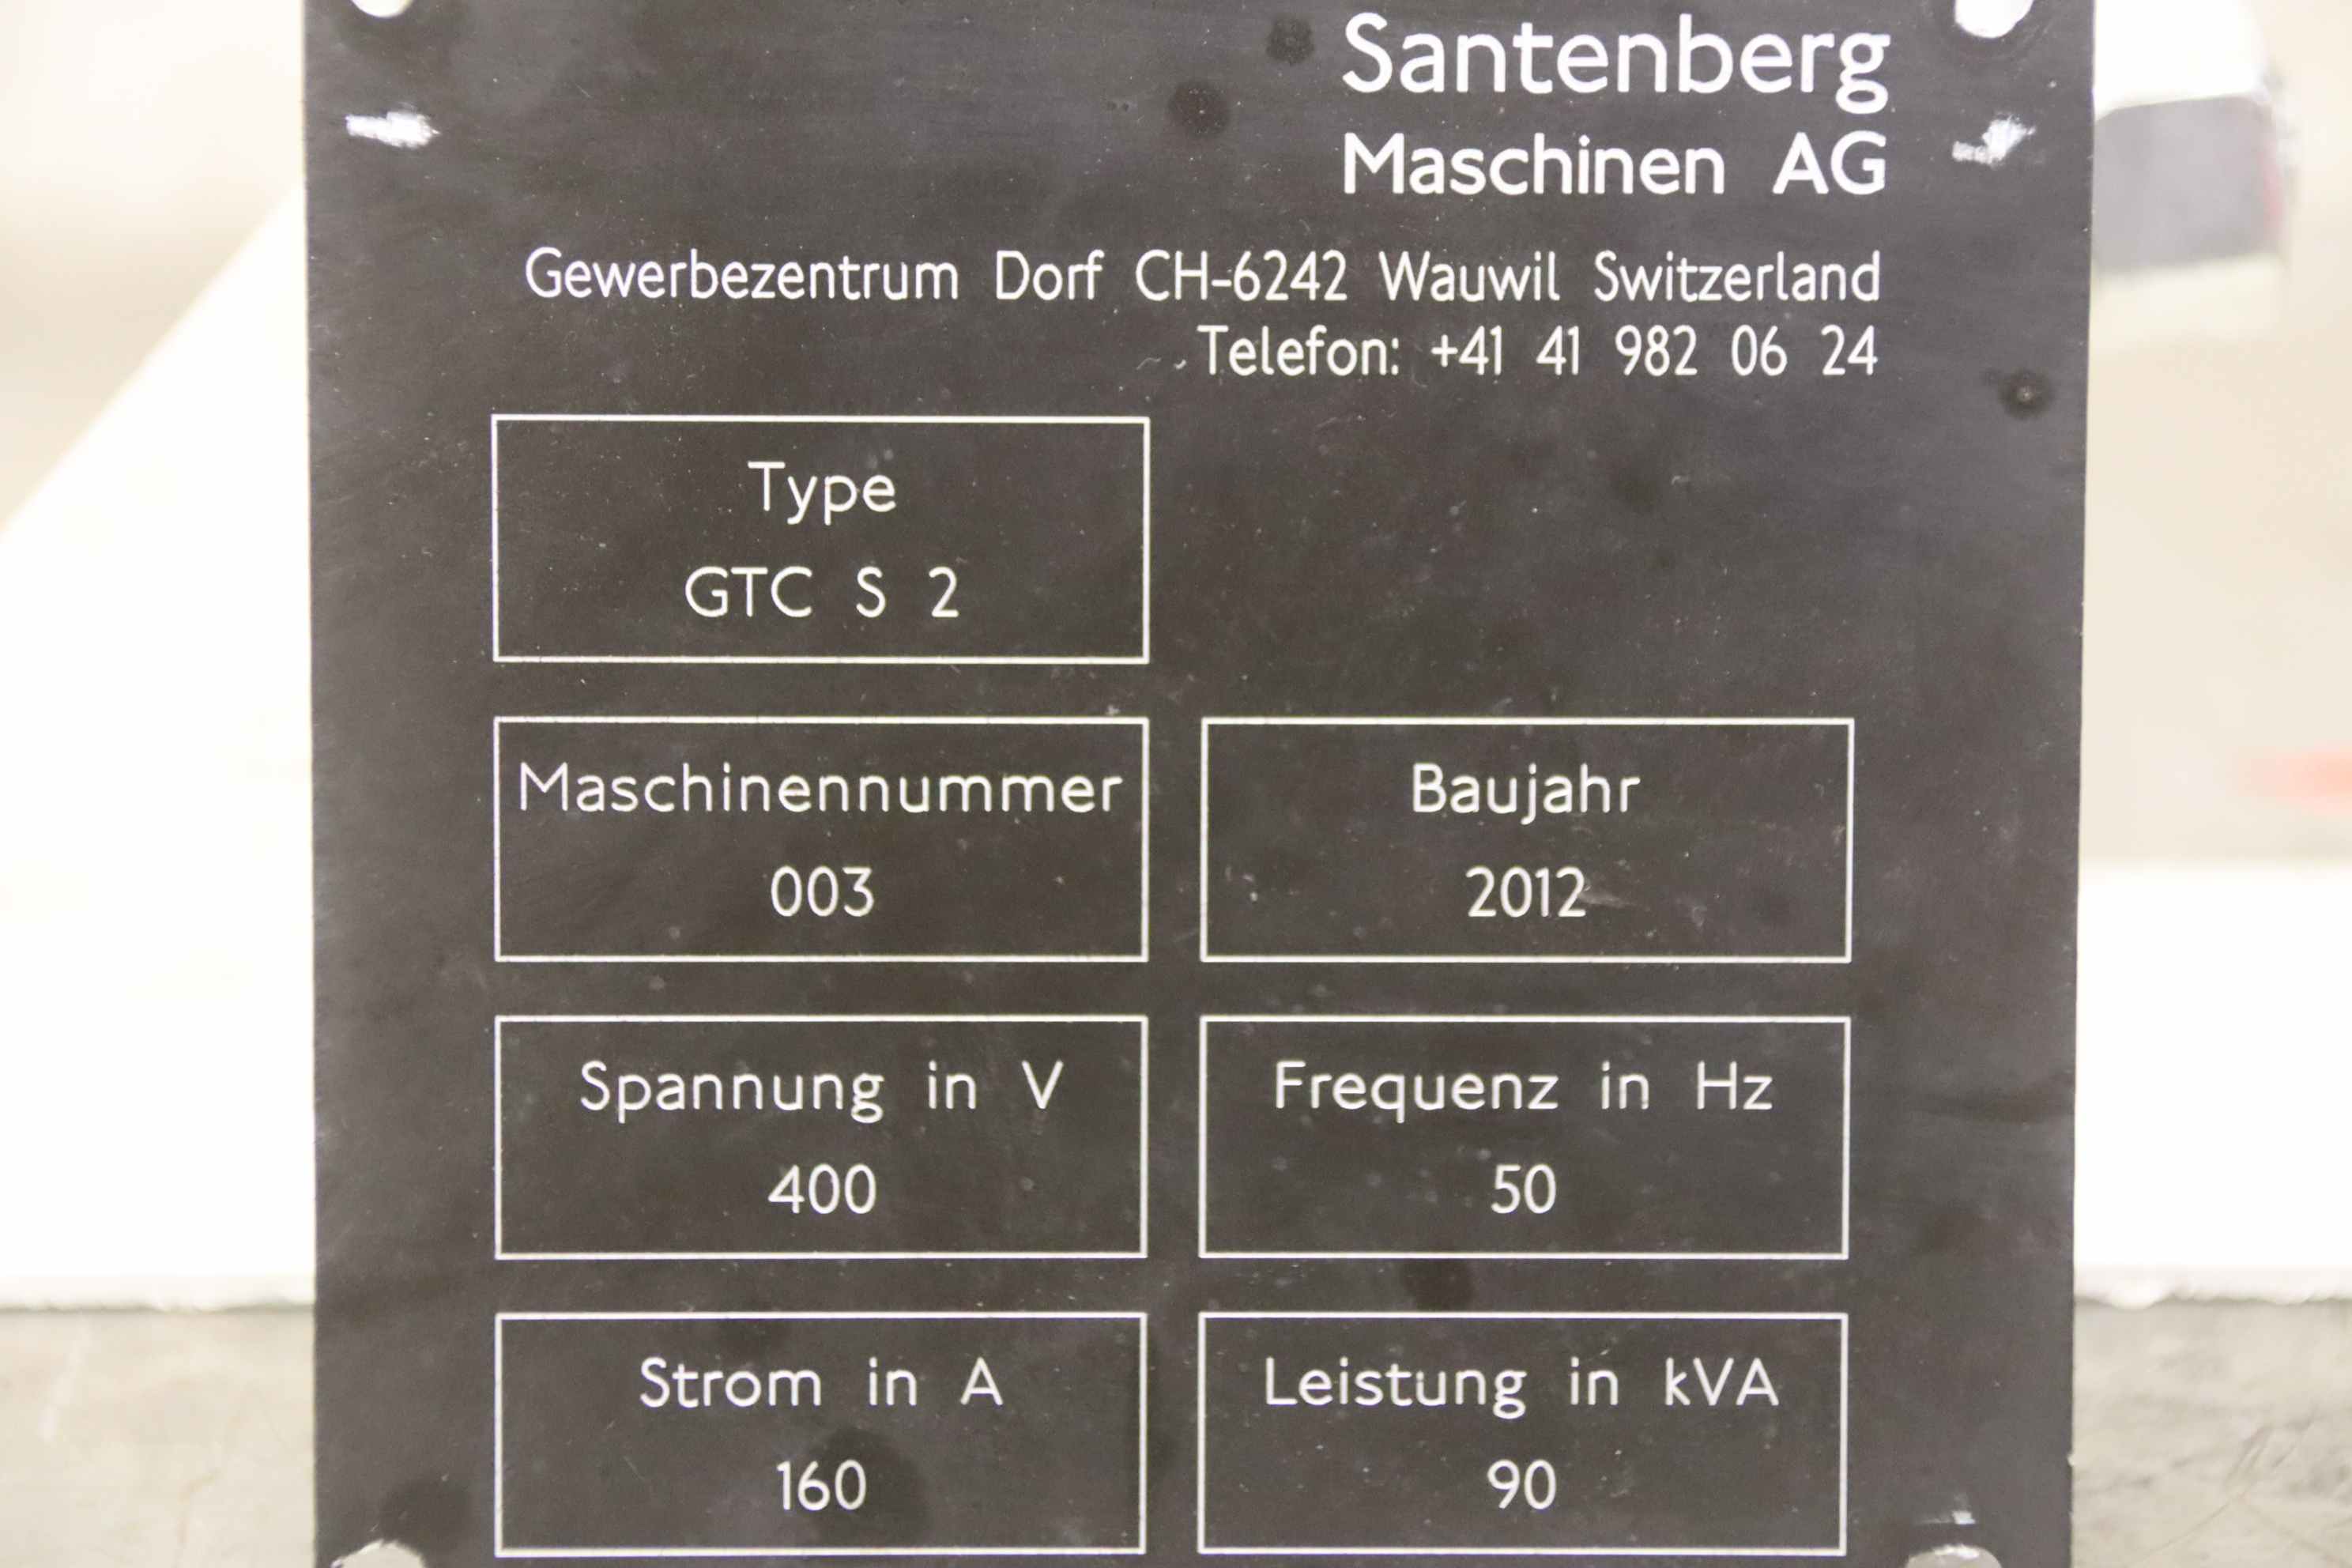 Santenberg
Maschinen AG
Gewerbezentrum Dorf CH-6242 Wauwil Switzerland
Telefon: +41 41 982 06 24
Type
GTC S 2
Maschinennummer
003
Baujahr
2012
Spannung in V
400
Frequenz in Hz
50
Strom in A
160
Leistung in kVA
90